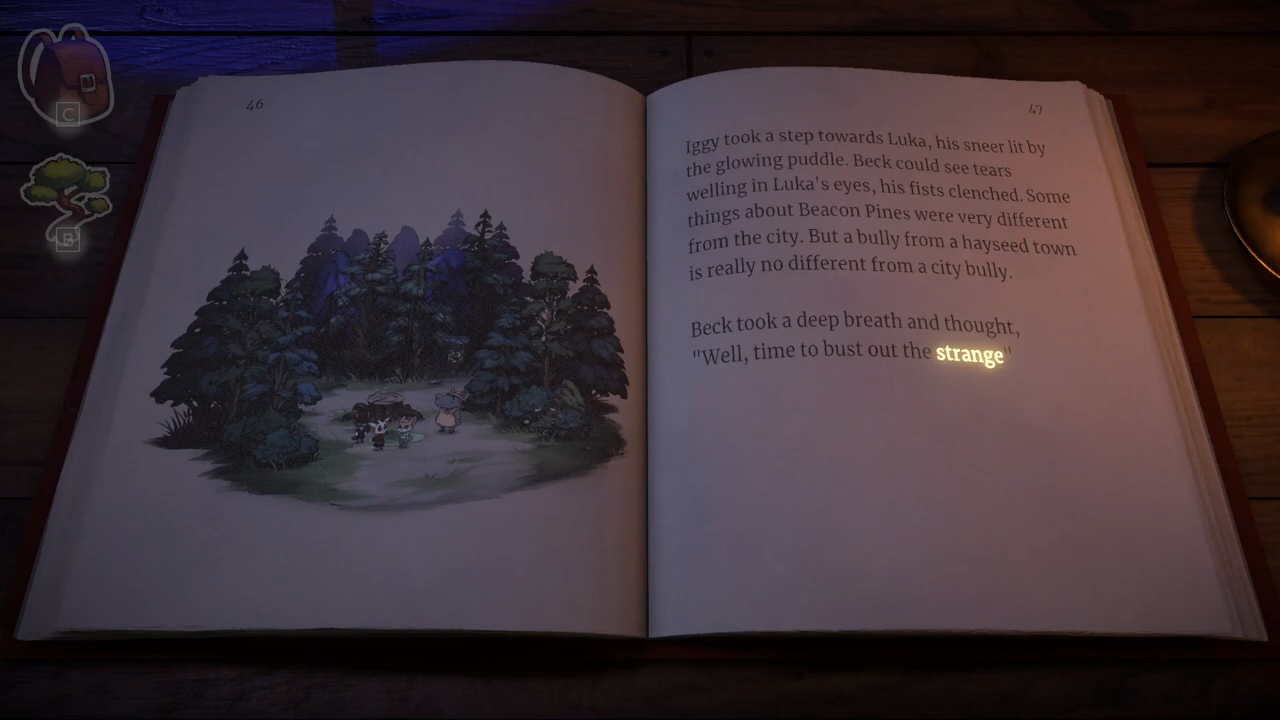 46
47
Iggy took a step towards Luka, his sneer lit by
the glowing puddle. Beck could see tears
welling in Luka's eyes, his fists clenched. Some
things about Beacon Pines were very different
from the city. But a bully from a hayseed town
is really no different from a city bully.
Beck took a deep breath and thought,
"Well, time to bust out the strange"
C
B